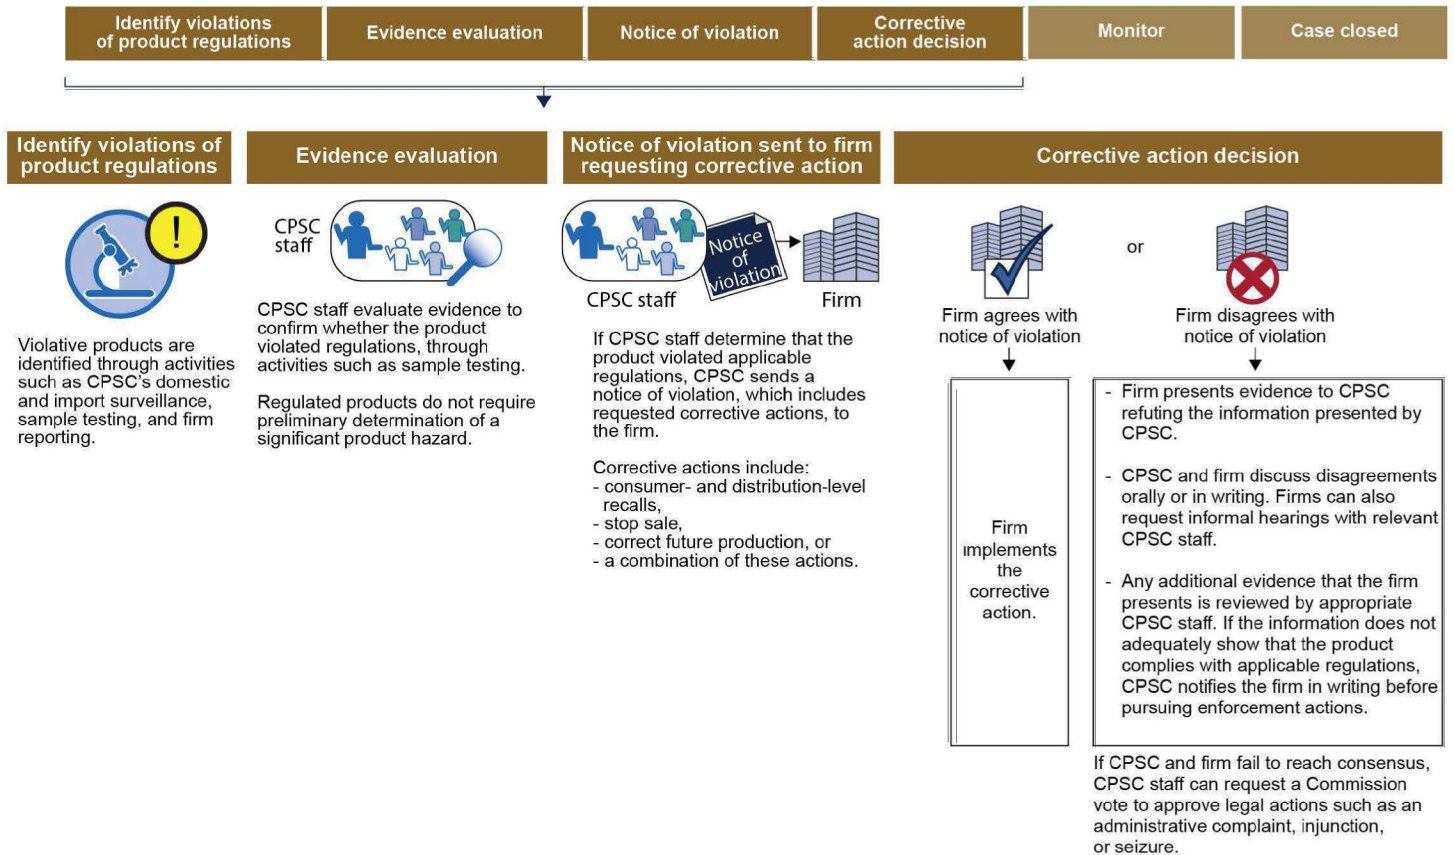 Identify violations
of product regulations
Evidence evaluation
Notice of violation
Corrective
action decision
Monitor
Case closed
Identify violations of
product regulations
Violative products are
identified through activities
such as CPSC's domestic
and import surveillance,
sample testing, and firm
reporting.
Evidence evaluation
CPSC
staff
CPSC staff evaluate evidence to
confirm whether the product
violated regulations, through
activities such as sample testing.
Regulated products do not require
preliminary determination of a
significant product hazard.
Notice of violation sent to firm
requesting corrective action
Notice
of
violation
CPSC staff
Firm
If CPSC staff determine that the
product violated applicable
regulations, CPSC sends a
notice of violation, which includes
requested corrective actions, to
the firm.
Corrective actions include:
- consumer- and distribution-level
recalls,
- stop sale,
- correct future production, or
- a combination of these actions.
Corrective action decision
or
Firm agrees with
notice of violation
Firm
implements
the
corrective
action.
Firm disagrees with
notice of violation
- Firm presents evidence to CPSC
refuting the information presented by
CPSC.
- CPSC and firm discuss disagreements
orally or in writing. Firms can also
request informal hearings with relevant
CPSC staff.
- Any additional evidence that the firm
presents is reviewed by appropriate
CPSC staff. If the information does not
adequately show that the product
complies with applicable regulations,
CPSC notifies the firm in writing before
pursuing enforcement actions.
If CPSC and firm fail to reach consensus,
CPSC staff can request a Commission
vote to approve legal actions such as an
administrative complaint, injunction,
or seizure.